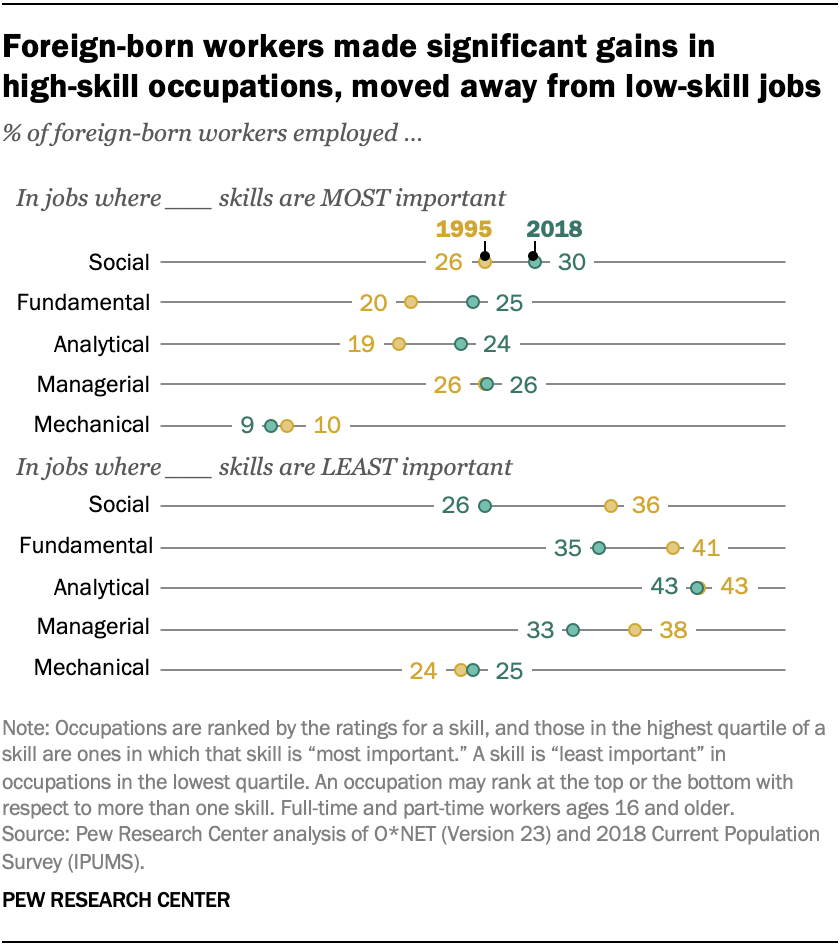 Foreign-born workers made significant gains in
high-skill occupations, moved away from low-skill jobs
% of foreign-born workers employed ...
In jobs where ___ skills are MOST important
1995 2018
Social 26 30
Fundamental 20 25
Analytical 19 24
Managerial 26 26
Mechanical 9 10
In jobs where ___ skills are LEAST important
Social 26 36
Fundamental 35 41
Analytical 43 43
Managerial 33 38
Mechanical 24 25
Note: Occupations are ranked by the ratings for a skill, and those in the highest quartile of a
skill are ones in which that skill is “most important.” A skill is “least important” in
occupations in the lowest quartile. An occupation may rank at the top or the bottom with
respect to more than one skill. Full-time and part-time workers ages 16 and older.
Source: Pew Research Center analysis of O*NET (Version 23) and 2018 Current Population
Survey (IPUMS).
PEW RESEARCH CENTER